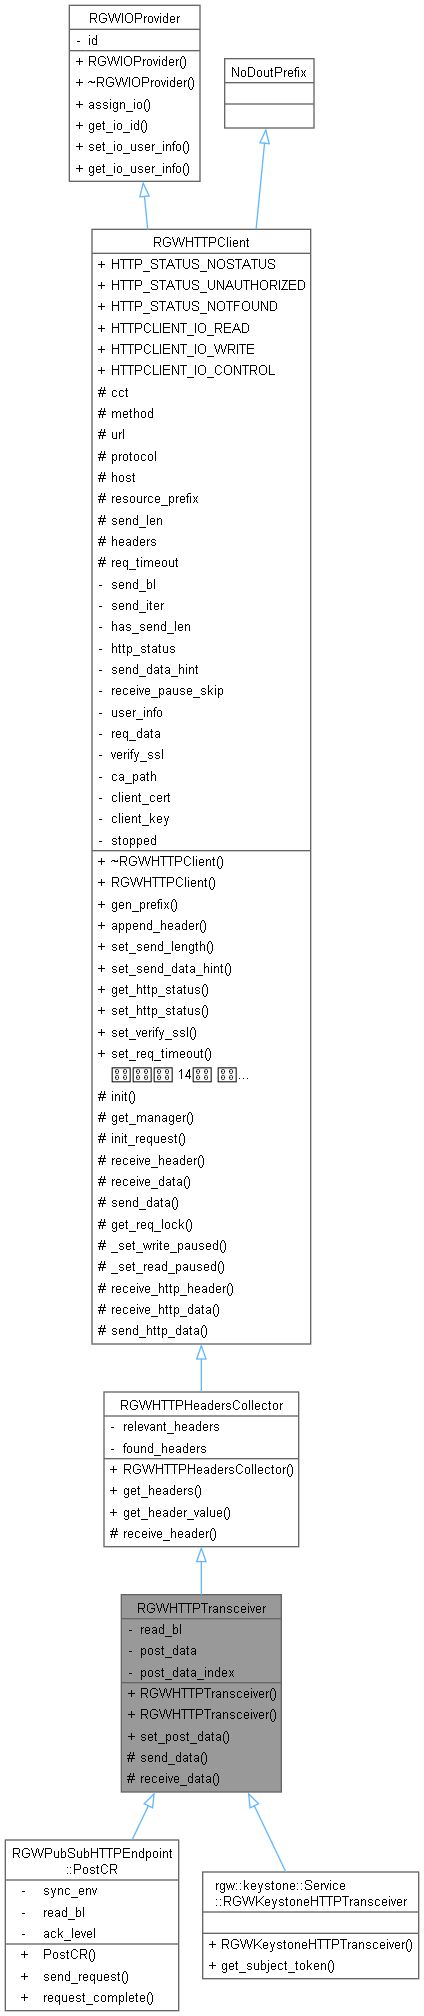 RGWIOProvider
- id
+ RGWIOProvider()
+ ~RGWIOProvider()
+ assign_io()
+ get_io_id()
+ set_io_user_info()
+ get_io_user_info()
NoDoutPrefix
RGWHTTPClient
+ HTTP_STATUS_NOSTATUS
+ HTTP_STATUS_UNAUTHORIZED
+ HTTP_STATUS_NOTFOUND
+ HTTPCLIENT_IO_READ
+ HTTPCLIENT_IO_WRITE
+ HTTPCLIENT_IO_CONTROL
# cct
# method
# url
# protocol
# host
# resource_prefix
# send_len
# headers
# req_timeout
- send_bl
- send_iter
- has_send_len
- http_status
- send_data_hint
- receive_pause_skip
- user_info
- req_data
- verify_ssl
- ca_path
- client_cert
- client_key
- stopped
+ ~RGWHTTPClient()
+ RGWHTTPClient()
+ gen_prefix()
+ append_header()
+ set_send_length()
+ set_send_data_hint()
+ get_http_status()
+ set_http_status()
+ set_verify_ssl()
+ set_req_timeout()
14 ...
# init()
# get_manager()
# init_request()
# receive_header()
# receive_data()
# send_data()
# get_req_lock()
# _set_write_paused()
# _set_read_paused()
# receive_http_header()
# receive_http_data()
# send_http_data()
RGWHTTPHeadersCollector
- relevant_headers
- found_headers
+ RGWHTTPHeadersCollector()
+ get_headers()
+ get_header_value()
# receive_header()
RGWHTTPTransceiver
- read_bl
- post_data
- post_data_index
+ RGWHTTPTransceiver()
+ RGWHTTPTransceiver()
+ set_post_data()
# send_data()
# receive_data()
RGWPubSubHTTPEndpoint
::PostCR
- sync_env
- read_bl
- ack_level
+ PostCR()
+ send_request()
+ request_complete()
rgw::keystone::Service
::RGWKeystoneHTTPTransceiver
+ RGWKeystoneHTTPTransceiver()
+ get_subject_token()